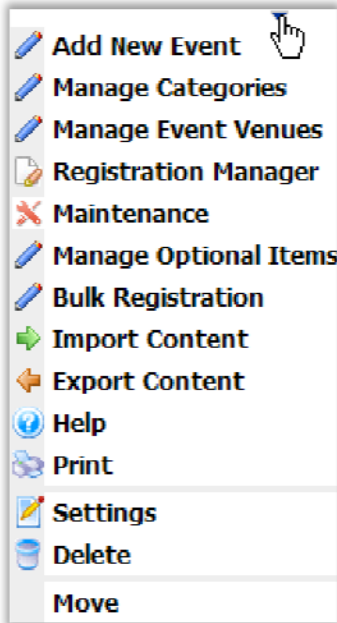 Add New Event
Manage Categories
Manage Event Venues
Registration Manager
Maintenance
Manage Optional Items
Bulk Registration
Import Content
Export Content
Help
Print
Settings
Delete
Move